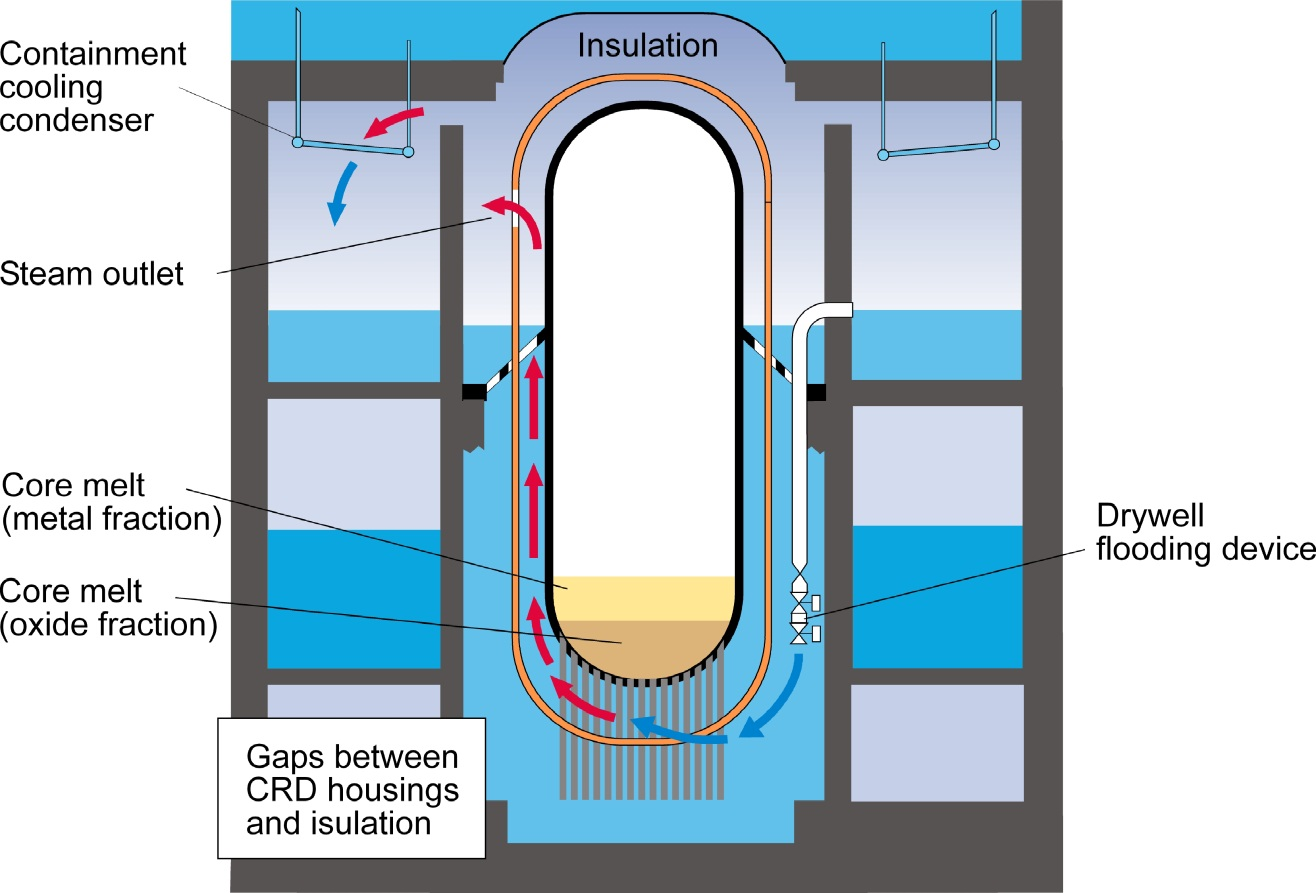 Insulation
Containment
cooling
condenser
Steam outlet
Core melt
(metal fraction)
Core melt
(oxide fraction)
Drywell
flooding device
Gaps between
CRD housings
and isulation